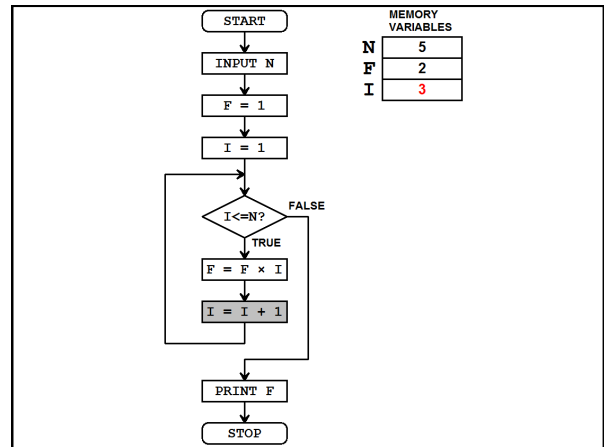 START
INPUT N
F = 1
I = 1
I<=N?
FALSE
TRUE
F = F × I
I = I + 1
PRINT F
STOP
MEMORY
VARIABLES
N 5
F 2
I 3